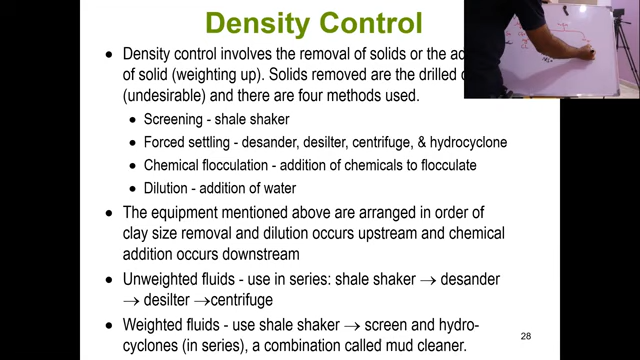 Density Control
• Density control involves the removal of solids or the
of solid (weighting up). Solids removed are the drilled
(undesirable) and there are four methods used.
• Screening - shale shaker
• Forced settling - desander, desilter, centrifuge, & hydrocyclone
• Chemical flocculation - addition of chemicals to flocculate
• Dilution - addition of water
• The equipment mentioned above are arranged in order of
clay size removal and dilution occurs upstream and chemical
addition occurs downstream
• Unweighted fluids - use in series: shale shaker → desander
→ desilter →centrifuge
• Weighted fluids - use shale shaker → screen and hydro-
cyclones (in series), a combination called mud cleaner.
28